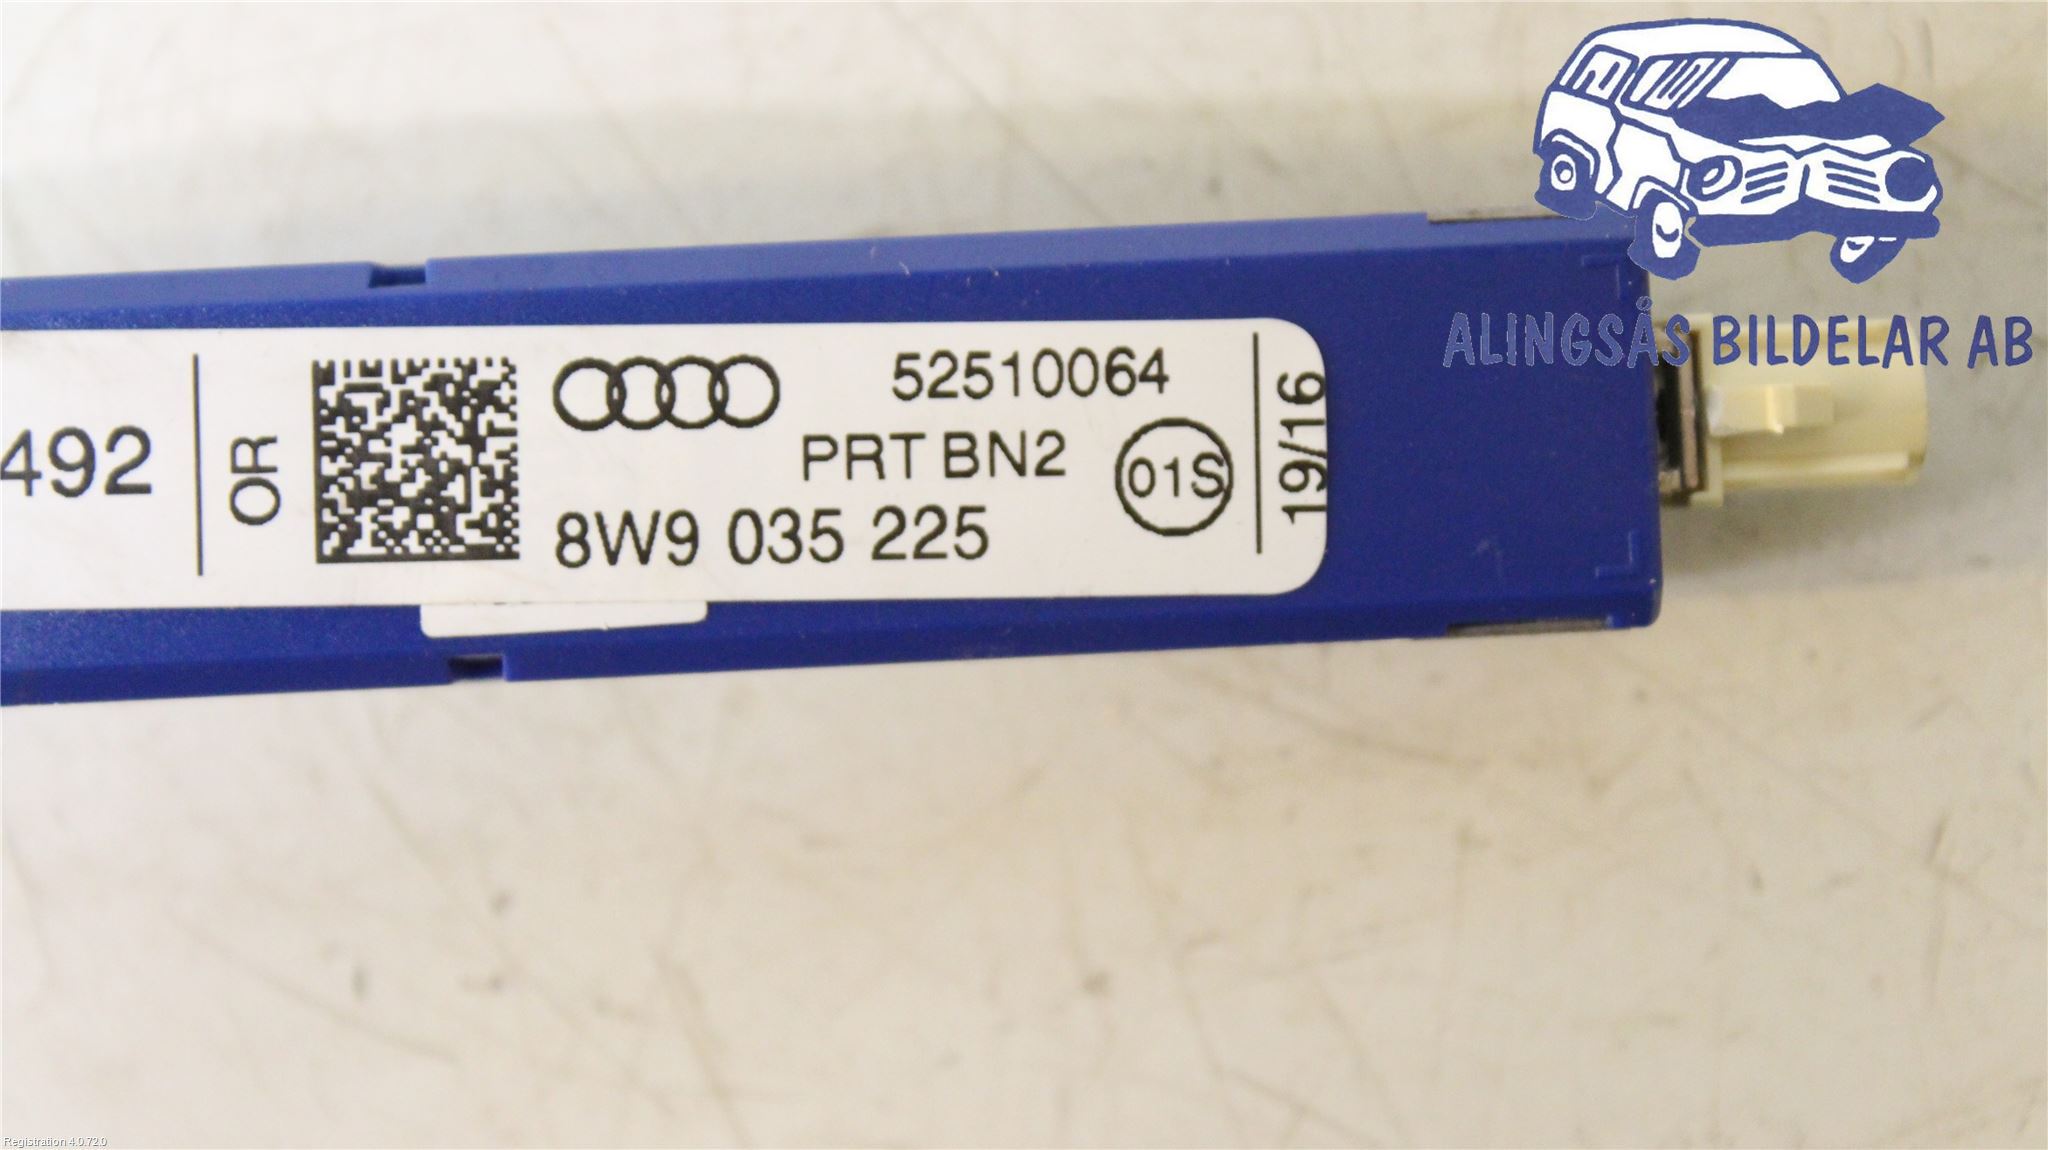 492
OR
52510064
PRT BN2
01S
8W9 035 225
19/16
ALINGSÅS BILDELAR AB
Registration 4.0.72.0